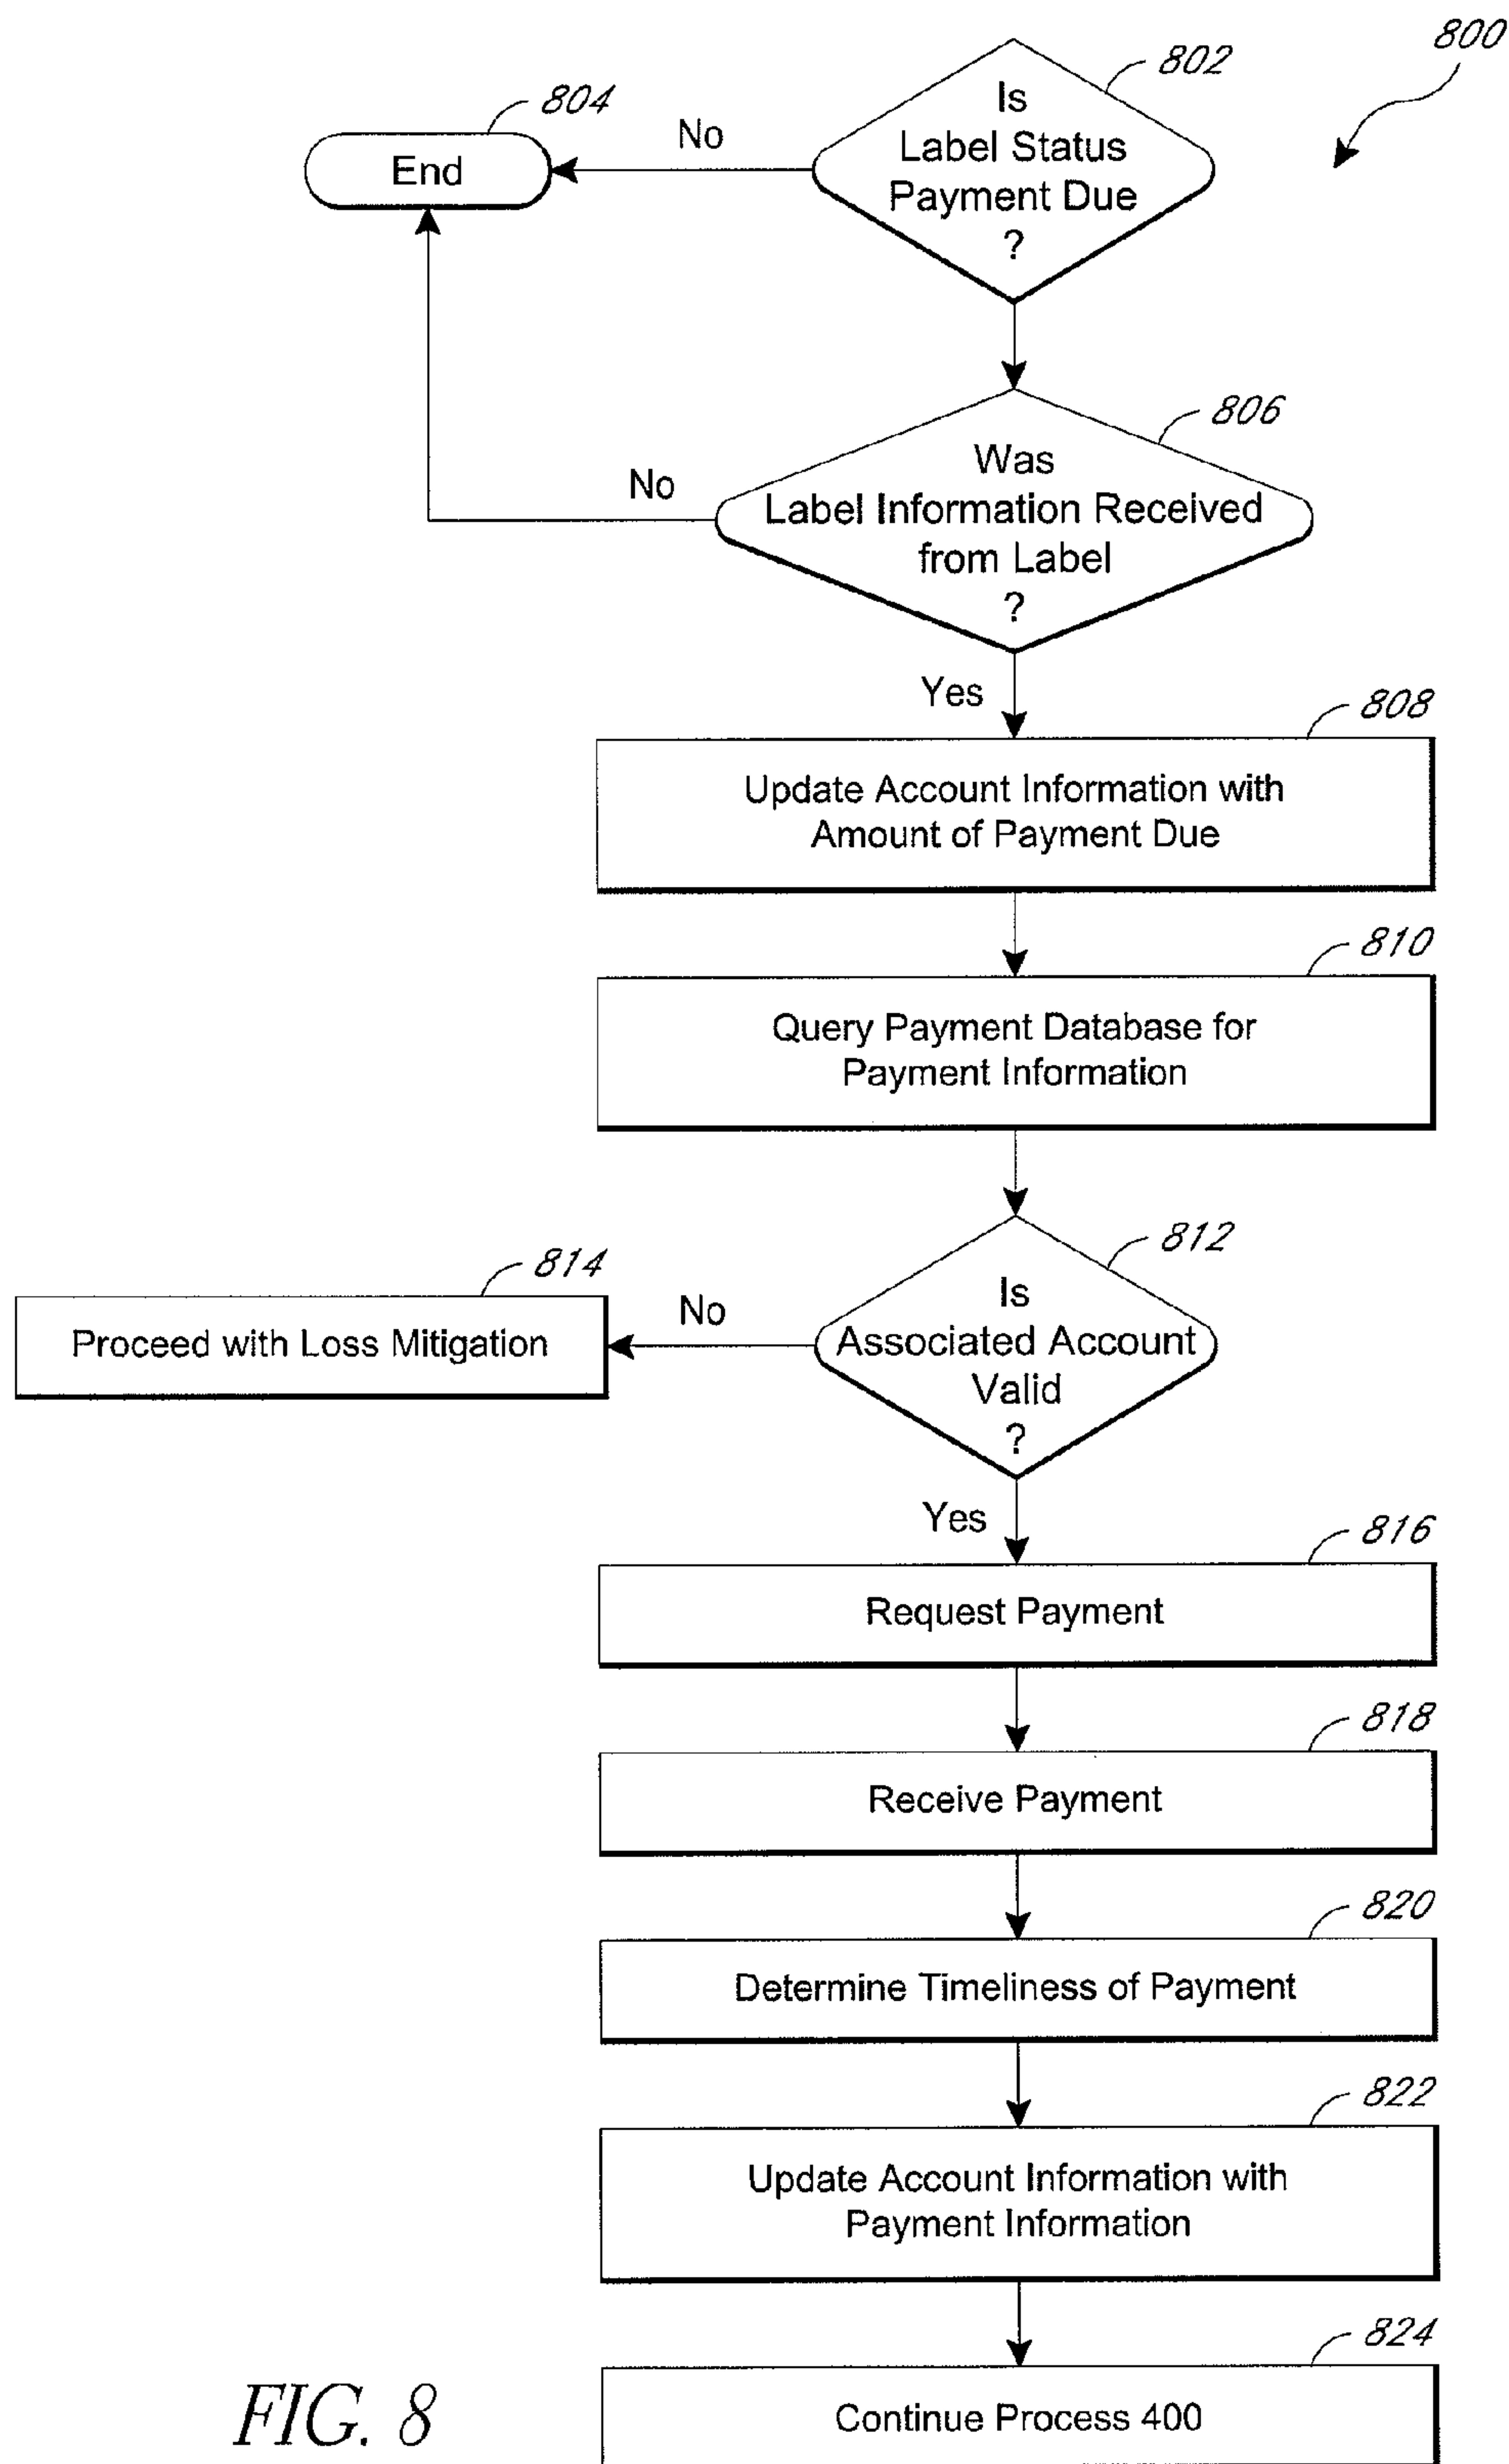 800
802
Is
Label Status
Payment Due
?
No
804
End
806
Was
Label Information Received
from Label
?
No
Yes
808
Update Account Information with
Amount of Payment Due
810
Query Payment Database for
Payment Information
812
Is
Associated Account
Valid
?
No
814
Proceed with Loss Mitigation
Yes
816
Request Payment
818
Receive Payment
820
Determine Timeliness of Payment
822
Update Account Information with
Payment Information
824
Continue Process 400
FIG. 8